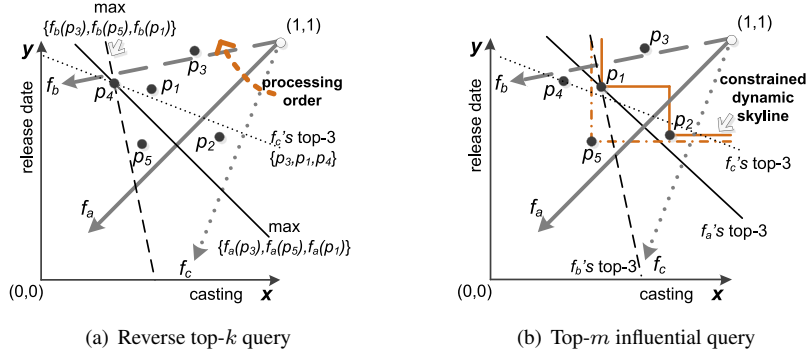 max
{f_b(p_3),f_b(p_5),f_b(p_1)}
(1,1)
y
p_3
f_b
p_4
p_1
processing
order
release date
p_2
f_c's top-3
{p_3,p_1,p_4}
p_5
f_a
max
{f_a(p_3),f_a(p_5),f_a(p_1)}
f_c
(0,0)
casting
x
(a) Reverse top-k query
(1,1)
y
p_3
p_1
f_b
p_4
constrained
dynamic
skyline
release date
p_2
p_5
f_c's top-3
f_a
f_a's top-3
f_b's top-3
f_c
(0,0)
casting
x
(b) Top-m influential query